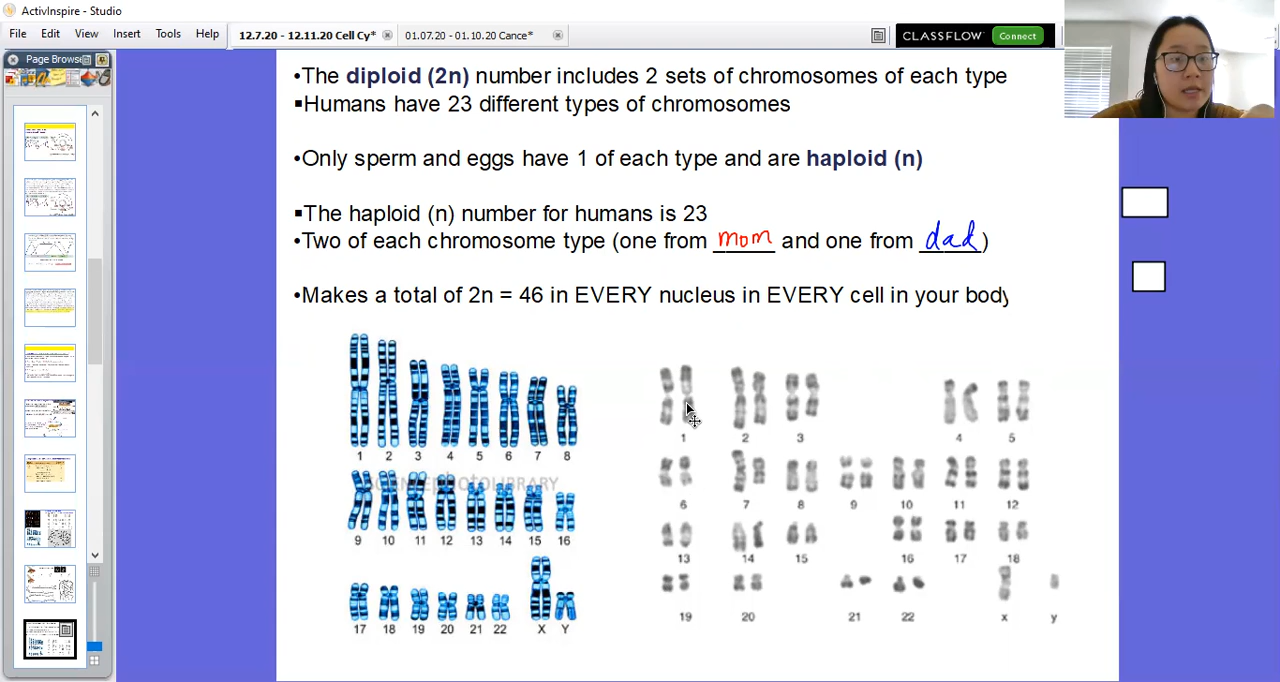 ActivInspire - Studio
File Edit View Insert Tools Help
12.7.20 - 12.11.20 Cell Cy*
01.07.20 - 01.10.20 Cance*
CLASSFLOW Connect
Page Browse
•The diploid (2n) number includes 2 sets of chromosomes of each type
▪Humans have 23 different types of chromosomes
•Only sperm and eggs have 1 of each type and are haploid (n)
▪The haploid (n) number for humans is 23
•Two of each chromosome type (one from mom and one from dad)
•Makes a total of 2n = 46 in EVERY nucleus in EVERY cell in your body
1 2 3 4 5 6 7 8
9 10 11 12 13 14 15 16
17 18 19 20 21 22 X Y
1 2 3 4 5
6 7 8 9 10 11 12
13 14 15 16 17 18
19 20 21 22 x y